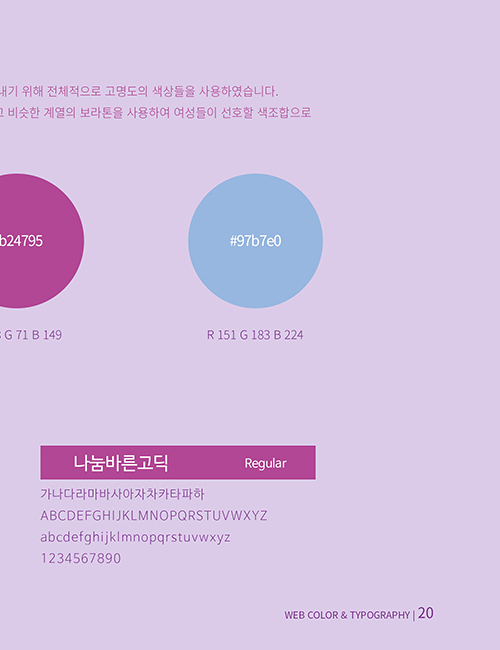 내기 위해 전체적으로 고명도의 색상들을 사용하였습니다.
비슷한 계열의 보라톤을 사용하여 여성들이 선호할 색조합으로
b24795
#97b7e0
G 71 B 149
R 151 G 183 B 224
나눔바른고딕 Regular
가나다라마바사아자차카타파하
ABCDEFGHIJKLMNOPQRSTUVWXYZ
abcdefghijklmnopqrstuvwxyz
1234567890
WEB COLOR & TYPOGRAPHY | 20